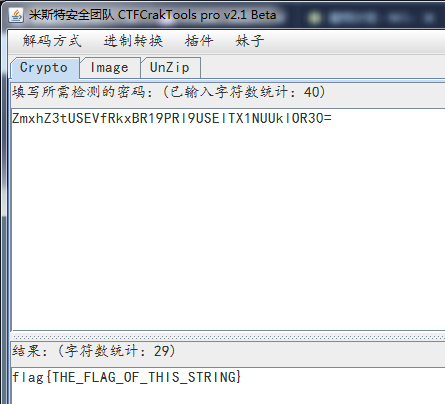 米斯特安全团队 CTFCrakTools pro v2.1 Beta
解码方式 进制转换 插件 妹子
Crypto Image UnZip
填写所需检测的密码：(已输入字符数统计：40)
ZmxhZ3tUSEVfRkxBR19PRl9USElTX1NUUklOR30=
结果：(字符数统计：29)
flag{THE_FLAG_OF_THIS_STRING}